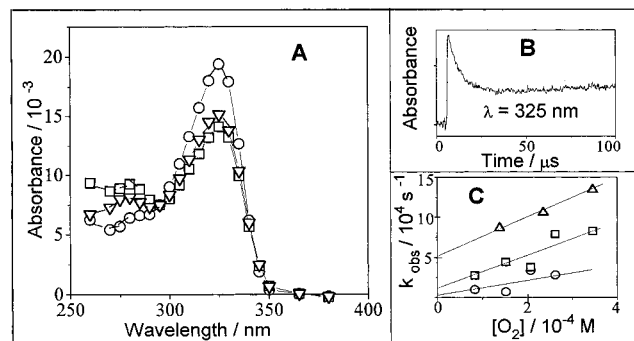 A
Absorbance / 10⁻³
20
15
10
5
0
260
300
350
400
Wavelength / nm
B
Absorbance
λ = 325 nm
0
50
100
Time / μs
C
k_obs / 10⁴ s⁻¹
15
10
5
0
2
4
[O₂] / 10⁻⁴ M